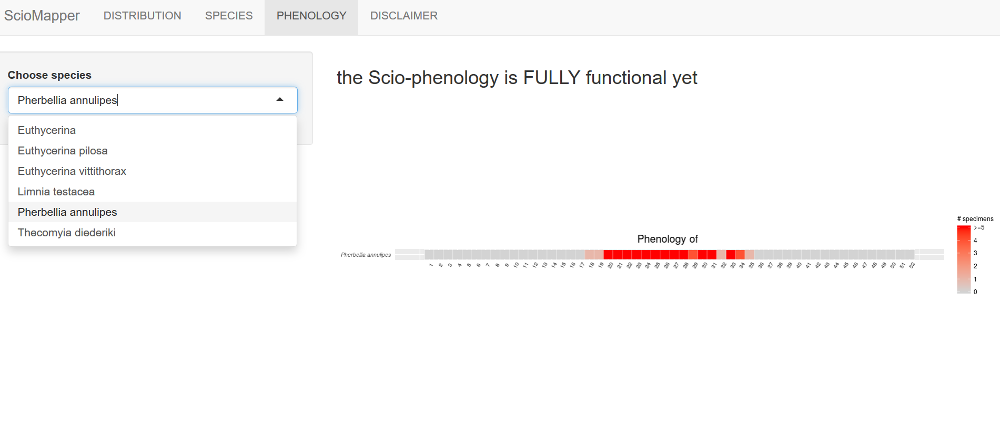 ScioMapper DISTRIBUTION SPECIES PHENOLOGY DISCLAIMER
Choose species
Pherbellia annulipes
Euthycerina
Euthycerina pilosa
Euthycerina vittithorax
Limnia testacea
Pherbellia annulipes
Thecomyia diederiki
the Scio-phenology is FULLY functional yet
Phenology of
Pherbellia annulipes
1 2 3 4 5 6 7 8 9 10 11 12 13 14 15 16 17 18 19 20 21 22 23 24 25 26 27 28 29 30 31 32 33 34 35 36 37 38 39 40 41 42 43 44 45 46 47 48 49 50 51 52
# specimens
>=5
4
3
2
1
0